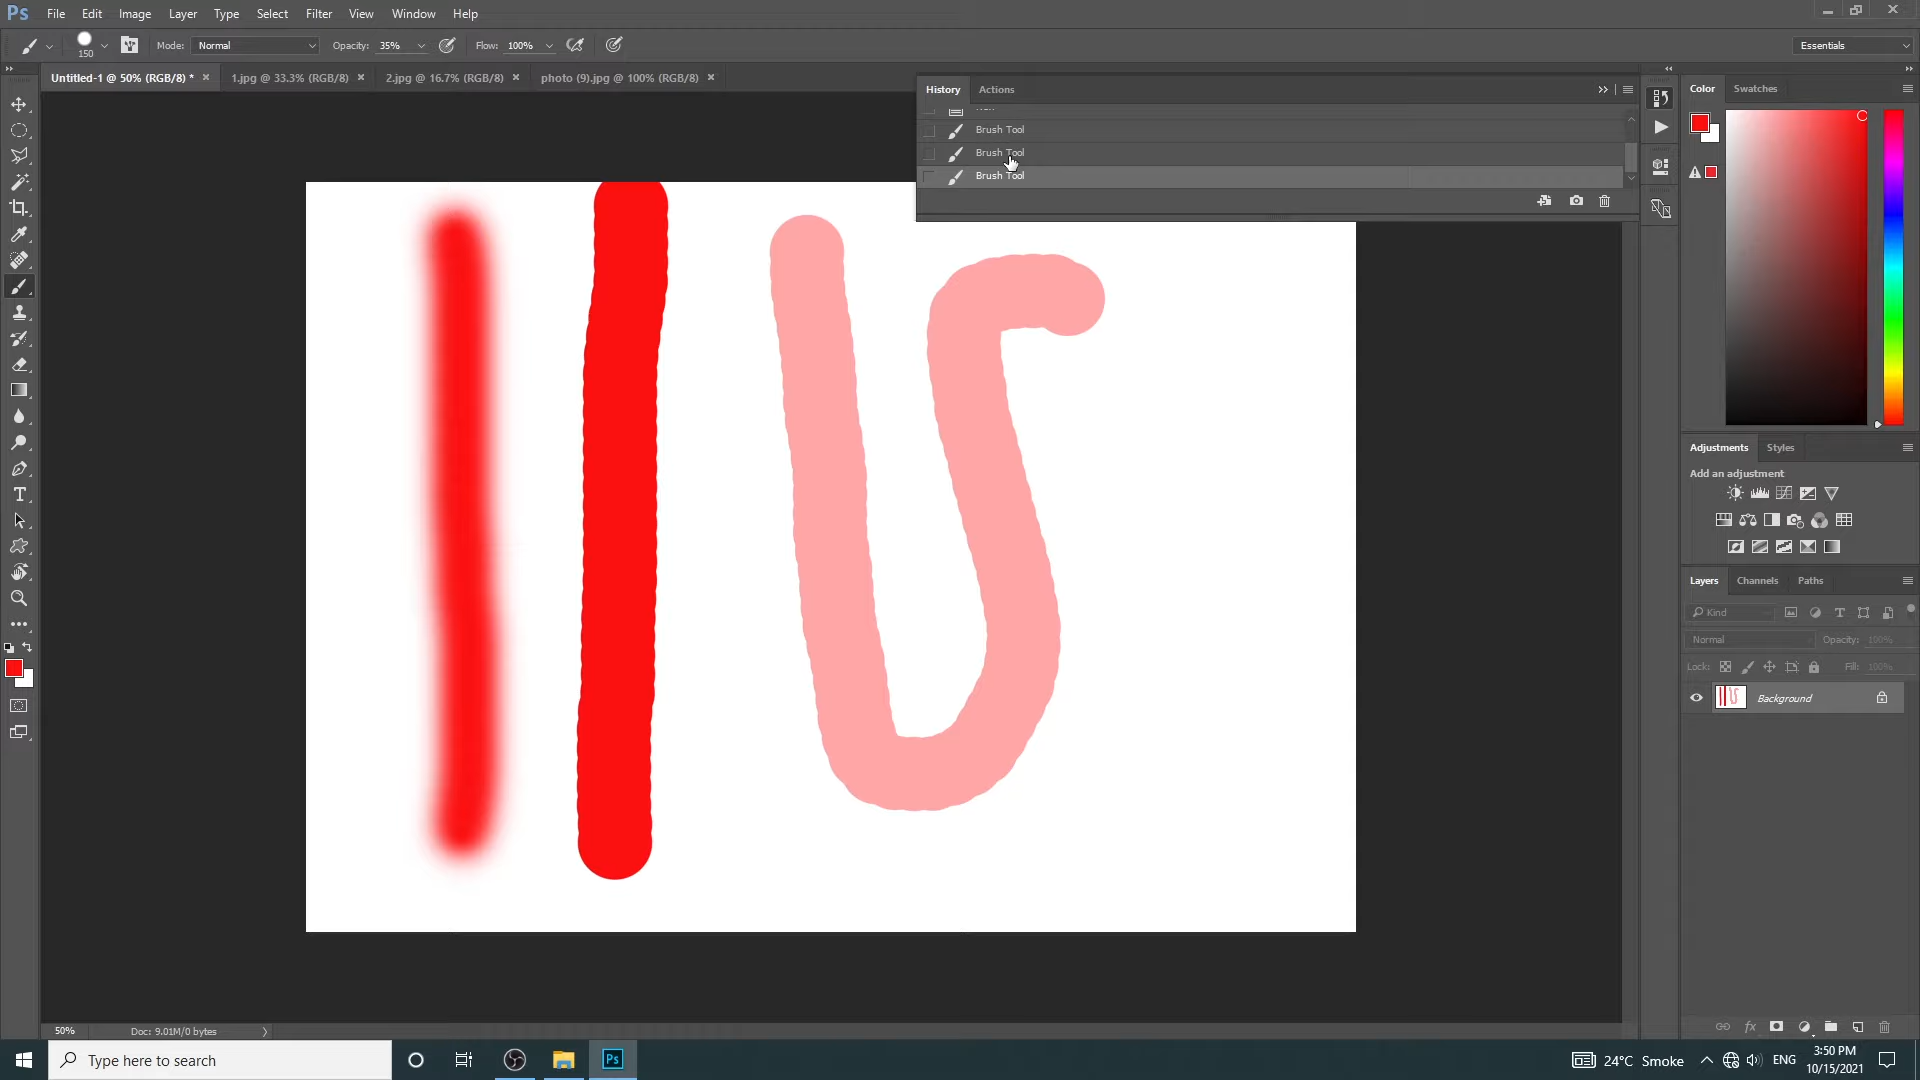 Ps File Edit Image Layer Type Select Filter View Window Help
150 Mode: Normal Opacity: 35% Flow: 100% Essentials
Untitled-1 @ 50% (RGB/8) * × 1.jpg @ 33.3% (RGB/8) × 2.jpg @ 16.7% (RGB/8) × photo (9).jpg @ 100% (RGB/8) ×
History Actions
Brush Tool
Brush Tool
Brush Tool
Color Swatches
Adjustments Styles
Add an adjustment
Layers Channels Paths
Kind
Normal Opacity: 100%
Lock: Fill: 100%
Background
50% Doc: 9.01M/0 bytes
Type here to search
Ps
24°C Smoke ENG
3:50 PM
10/15/2021